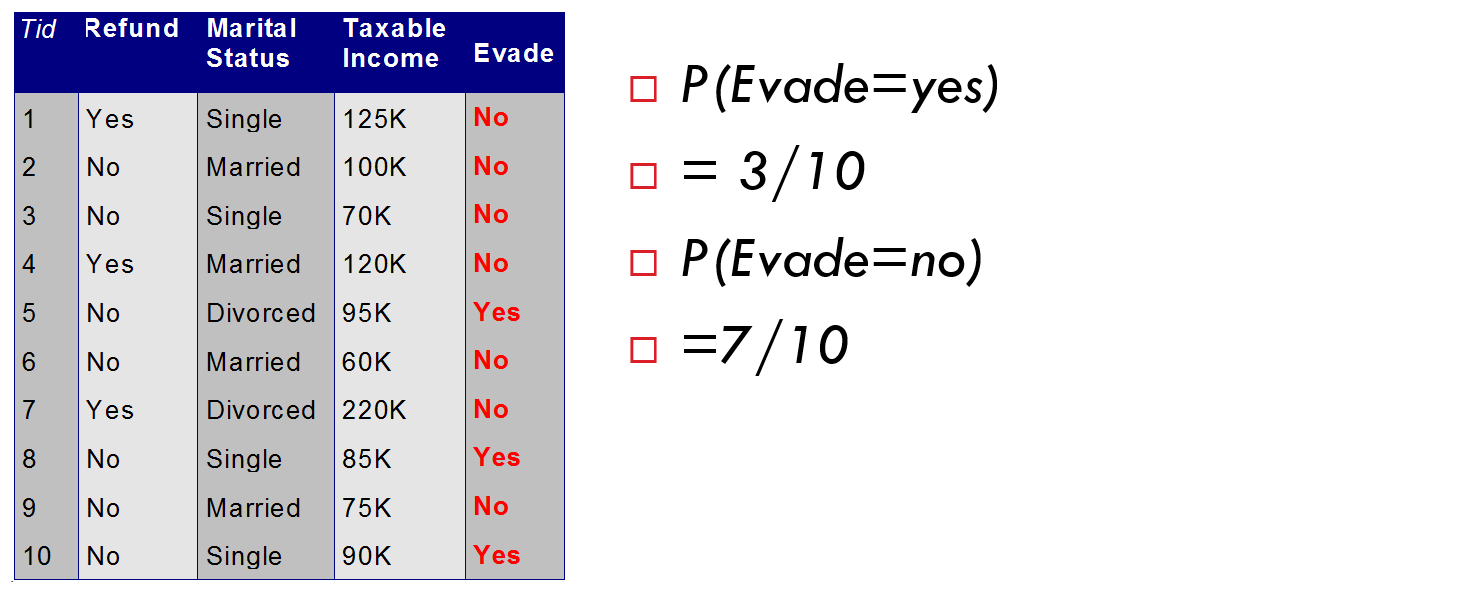 Tid Refund Marital Status Taxable Income Evade
1 Yes Single 125K No
2 No Married 100K No
3 No Single 70K No
4 Yes Married 120K No
5 No Divorced 95K Yes
6 No Married 60K No
7 Yes Divorced 220K No
8 No Single 85K Yes
9 No Married 75K No
10 No Single 90K Yes
P(Evade=yes)
= 3/10
P(Evade=no)
=7/10